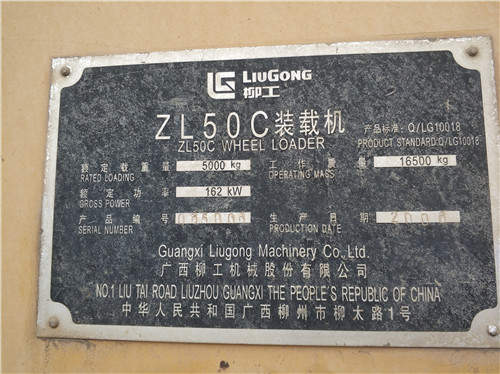 LIUGONG
柳工
ZL50C装载机 产品标准: Q/LG10018
ZL50C WHEEL LOADER PRODUCT STANDARD: Q/LG10018
额定载重量 5000 kg 工作质量 16500 kg
RATED LOADING OPERATING MASS
额定功率 162 kW
GROSS POWER
产品编号 生产日期
SERIAL NUMBER PRODUCTION DATE
Guangxi Liugong Machinery Co.,Ltd.
广西柳工机械股份有限公司
NO.1 LIU TAI ROAD LIUZHOU GUANGXI THE PEOPLE'S REPUBLIC OF CHINA
中华人民共和国广西柳州市柳太路1号